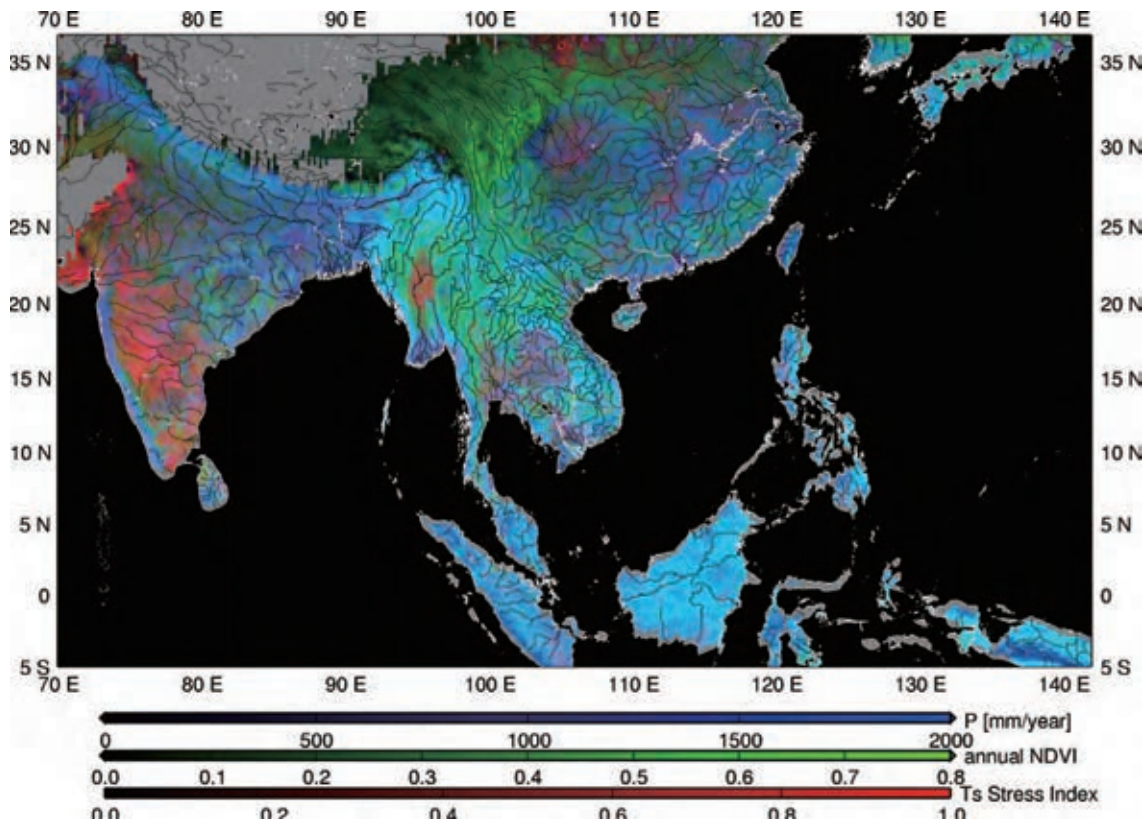 70 E 80 E 90 E 100 E 110 E 120 E 130 E 140 E
35 N 35 N
30 N 30 N
25 N 25 N
20 N 20 N
15 N 15 N
10 N 10 N
5 N 5 N
0 0
5 S 5 S
70 E 80 E 90 E 100 E 110 E 120 E 130 E 140 E
P [mm/year]
0 500 1000 1500 2000
annual NDVI
0.0 0.1 0.2 0.3 0.4 0.5 0.6 0.7 0.8
Ts Stress Index
0.0 0.2 0.4 0.6 0.8 1.0